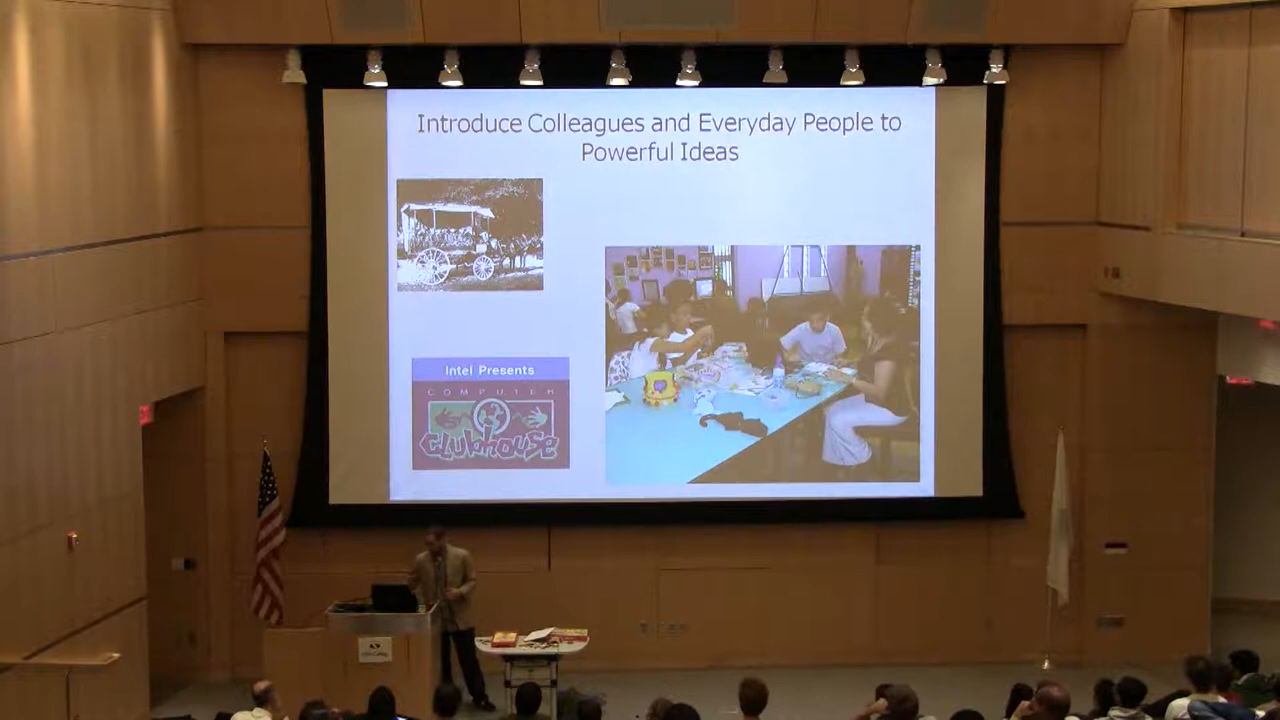 Introduce Colleagues and Everyday People to
Powerful Ideas
Intel Presents
COMPUTER
Clubhouse